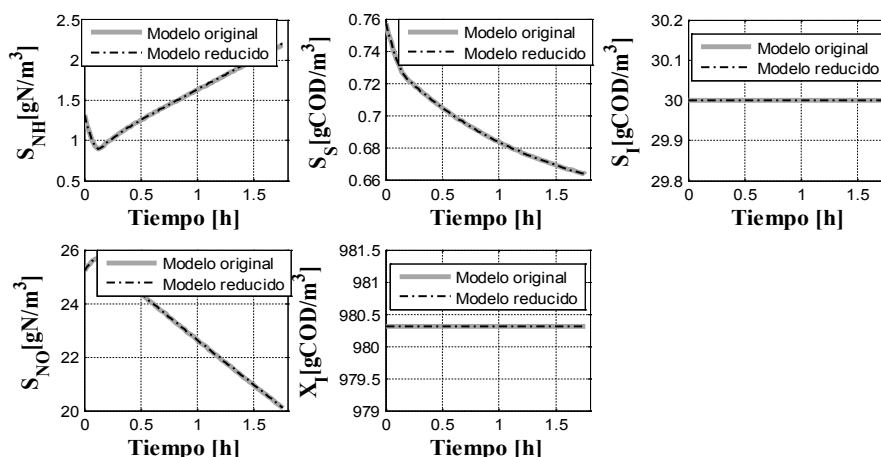 S_NH[gN/m³]
2.5
2
1.5
1
0.5
Modelo original
Modelo reducido
0 0.5 1 1.5
Tiempo [h]
S_S[gCOD/m³]
0.76
0.74
0.72
0.7
0.68
0.66
Modelo original
Modelo reducido
0 0.5 1 1.5
Tiempo [h]
S_I[gCOD/m³]
30.2
30.1
30
29.9
29.8
Modelo original
Modelo reducido
0 0.5 1 1.5
Tiempo [h]
S_NO[gN/m³]
26
24
22
20
Modelo original
Modelo reducido
0 0.5 1 1.5
Tiempo [h]
X_I[gCOD/m³]
981.5
981
980.5
980
979.5
979
Modelo original
Modelo reducido
0 0.5 1 1.5
Tiempo [h]